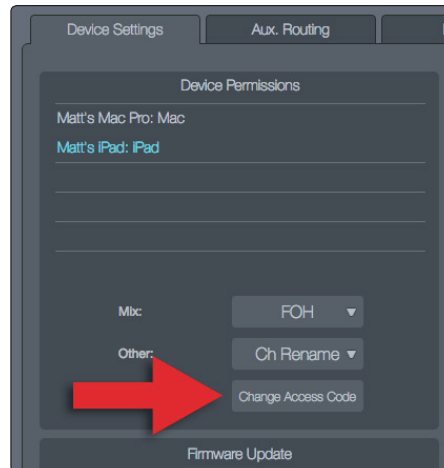 Device Settings
Aux. Routing
Device Permissions
Matt's Mac Pro: Mac
Matt's iPad: iPad
Mix: FOH
Other: Ch Rename
Change Access Code
Firmware Update